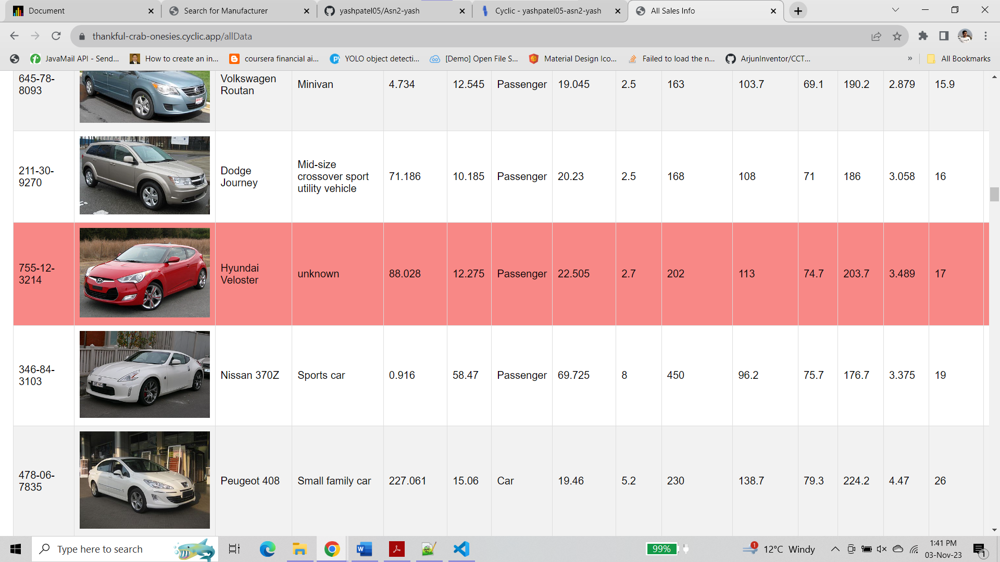 Document
Search for Manufacturer
yashpatel05/Asn2-yash
Cyclic - yashpatel05-asn2-yash
All Sales Info
thankful-crab-onesies.cyclic.app/allData
JavaMail API - Send...
How to create an in...
coursera financial ai...
YOLO object detecti...
[Demo] Open File S...
Material Design Ico...
Failed to load the n...
ArjunInventor/CCT...
»
All Bookmarks
645-78-
8093
Volkswagen
Routan
Minivan
4.734
12.545
Passenger
19.045
2.5
163
103.7
69.1
190.2
2.879
15.9
211-30-
9270
Dodge
Journey
Mid-size
crossover sport
utility vehicle
71.186
10.185
Passenger
20.23
2.5
168
108
71
186
3.058
16
755-12-
3214
Hyundai
Veloster
unknown
88.028
12.275
Passenger
22.505
2.7
202
113
74.7
203.7
3.489
17
346-84-
3103
Nissan 370Z
Sports car
0.916
58.47
Passenger
69.725
8
450
96.2
75.7
176.7
3.375
19
478-06-
7835
Peugeot 408
Small family car
227.061
15.06
Car
19.46
5.2
230
138.7
79.3
224.2
4.47
26
Type here to search
99%
1
12°C Windy
1:41 PM
03-Nov-23
1